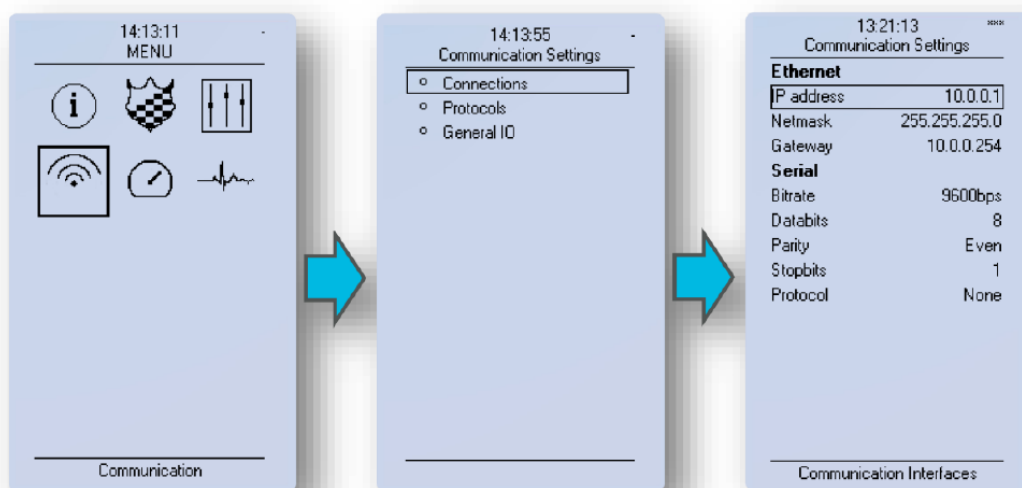 14:13:11
MENU
i
Communication
14:13:55
Communication Settings
Connections
Protocols
General IO
13:21:13 ***
Communication Settings
Ethernet
IP address 10.0.0.1
Netmask 255.255.255.0
Gateway 10.0.0.254
Serial
Bitrate 9600bps
Databits 8
Parity Even
Stopbits 1
Protocol None
Communication Interfaces